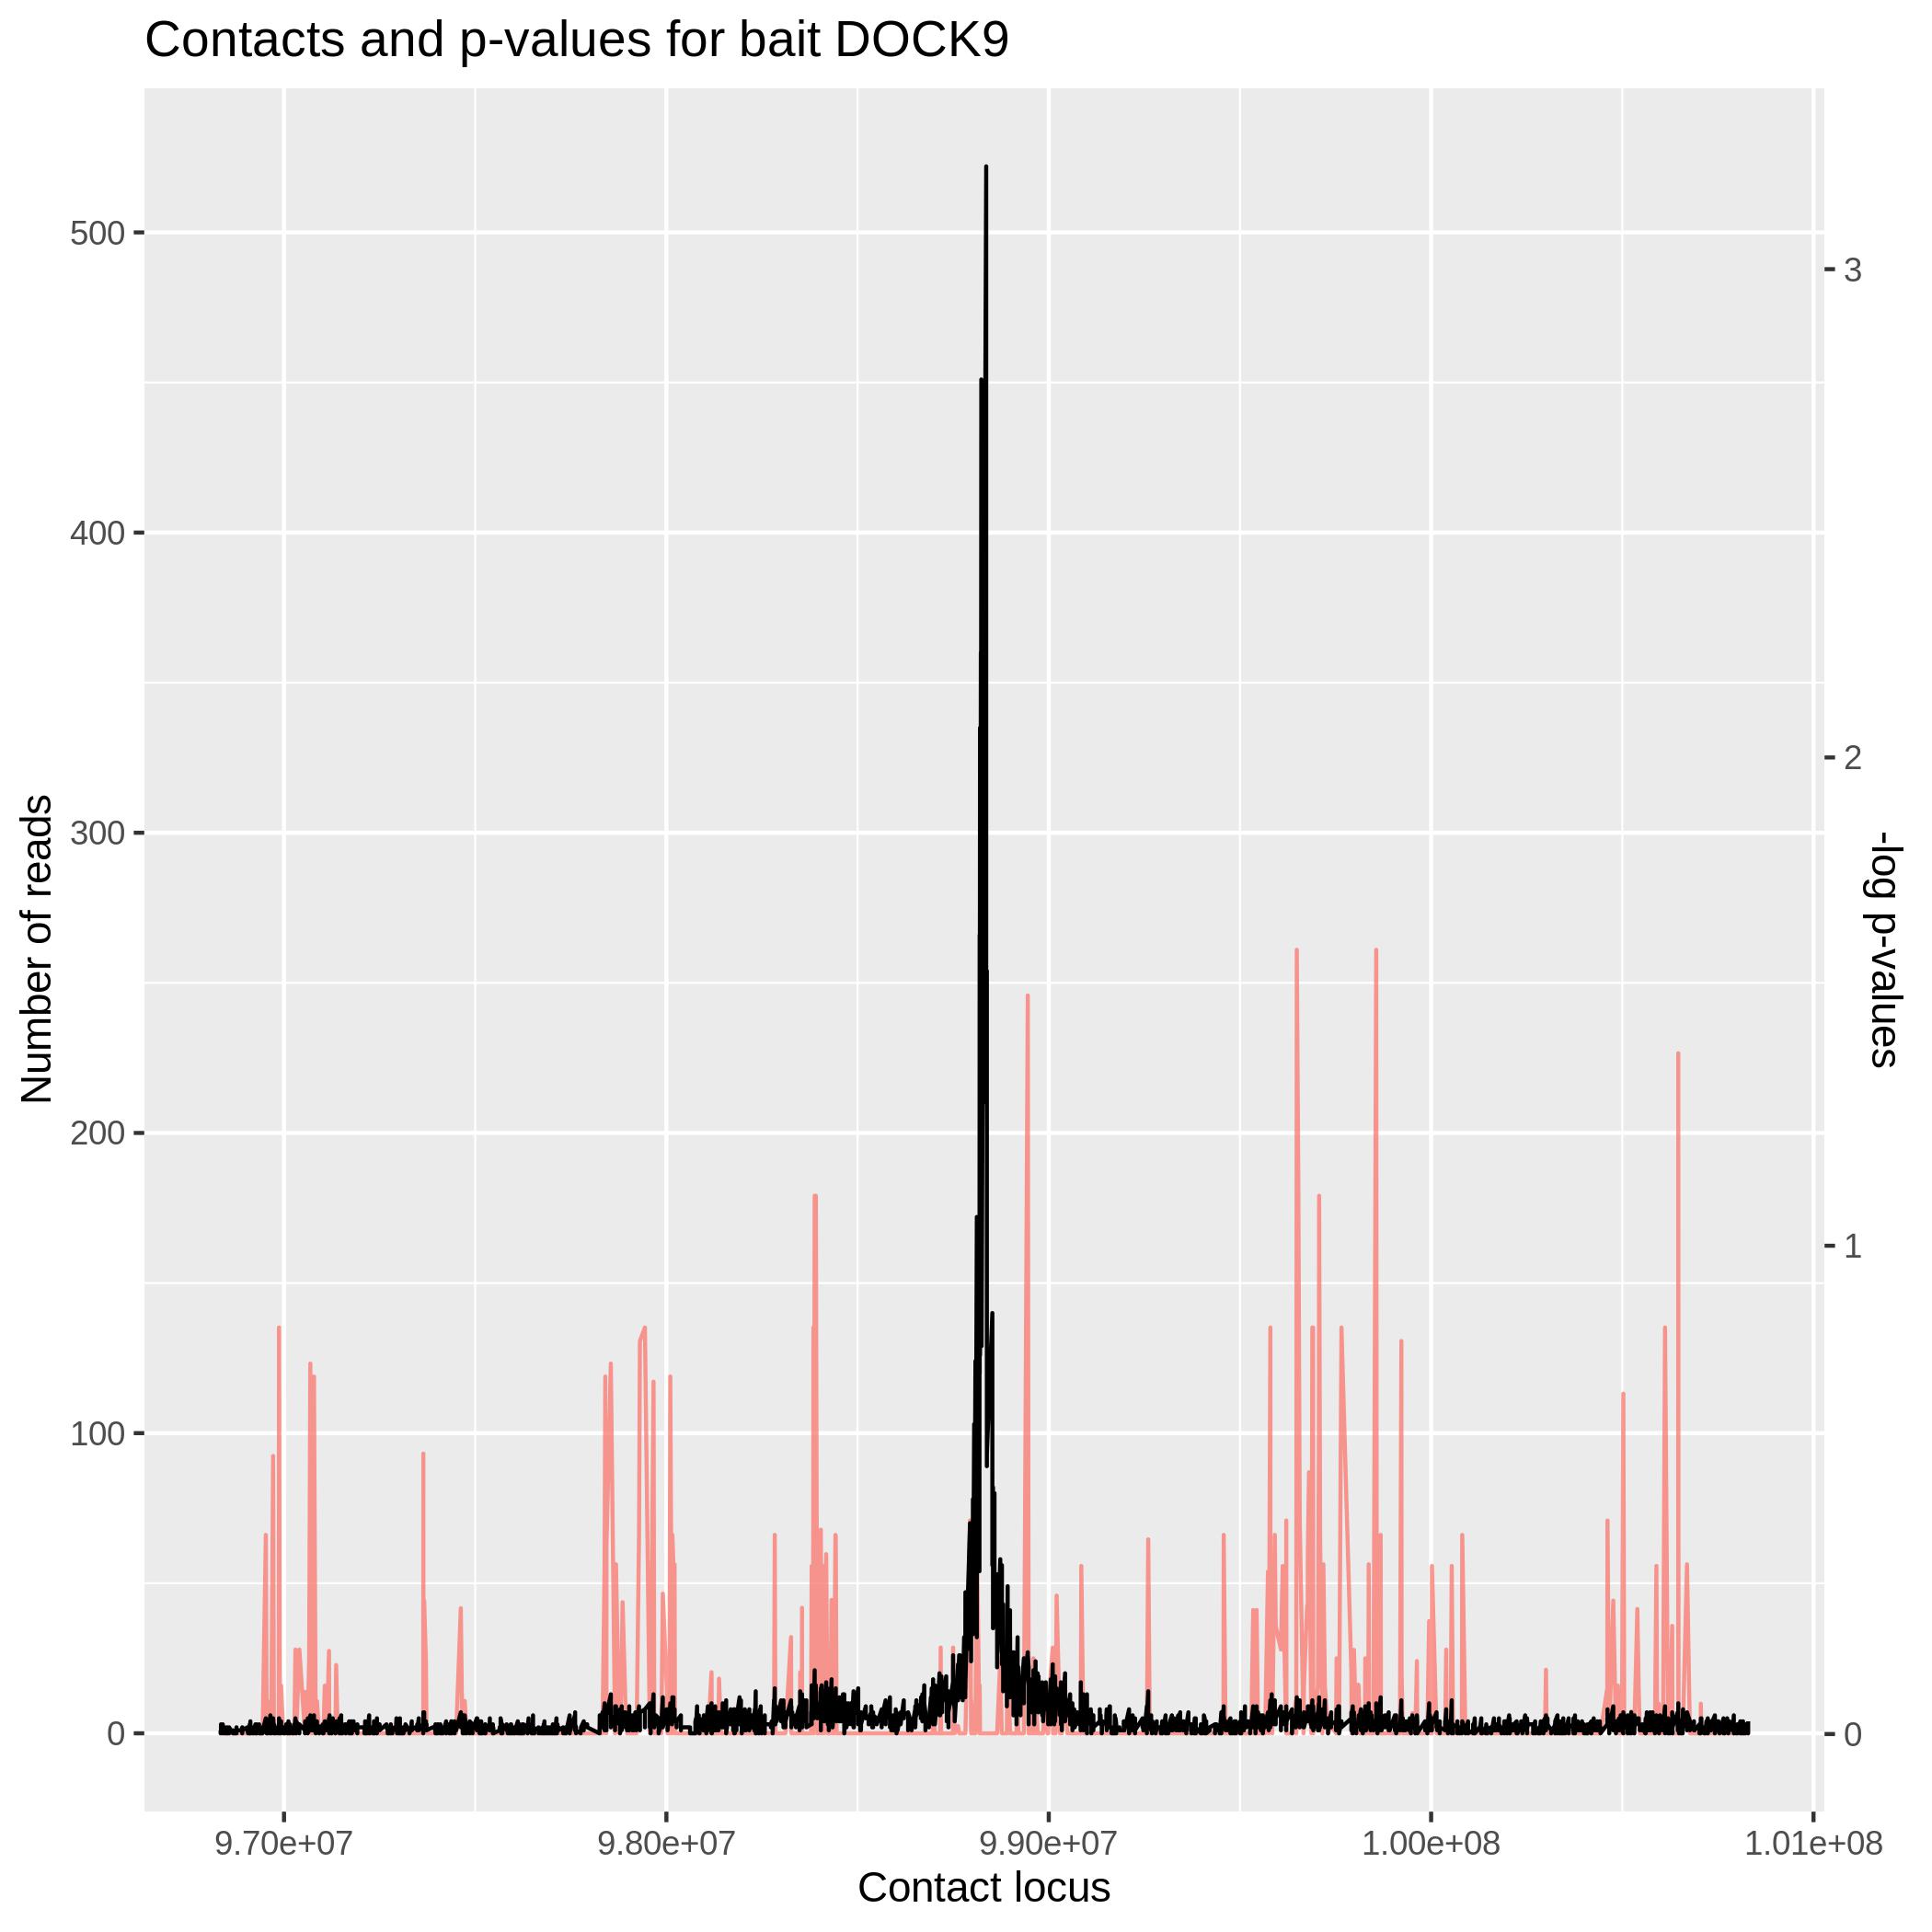 Contacts and p-values for bait DOCK9
Number of reads
500
400
300
200
100
0
3
2
1
0
-log p-values
9.70e+07 9.80e+07 9.90e+07 1.00e+08 1.01e+08
Contact locus